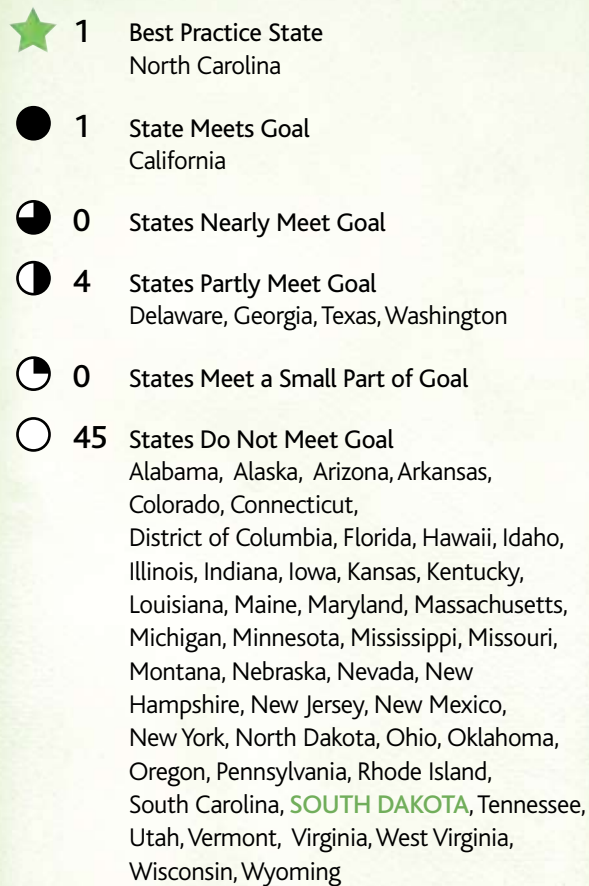 1 Best Practice State
North Carolina
1 State Meets Goal
California
0 States Nearly Meet Goal
4 States Partly Meet Goal
Delaware, Georgia, Texas, Washington
0 States Meet a Small Part of Goal
45 States Do Not Meet Goal
Alabama, Alaska, Arizona, Arkansas,
Colorado, Connecticut,
District of Columbia, Florida, Hawaii, Idaho,
Illinois, Indiana, Iowa, Kansas, Kentucky,
Louisiana, Maine, Maryland, Massachusetts,
Michigan, Minnesota, Mississippi, Missouri,
Montana, Nebraska, Nevada, New
Hampshire, New Jersey, New Mexico,
New York, North Dakota, Ohio, Oklahoma,
Oregon, Pennsylvania, Rhode Island,
South Carolina, SOUTH DAKOTA, Tennessee,
Utah, Vermont, Virginia, West Virginia,
Wisconsin, Wyoming